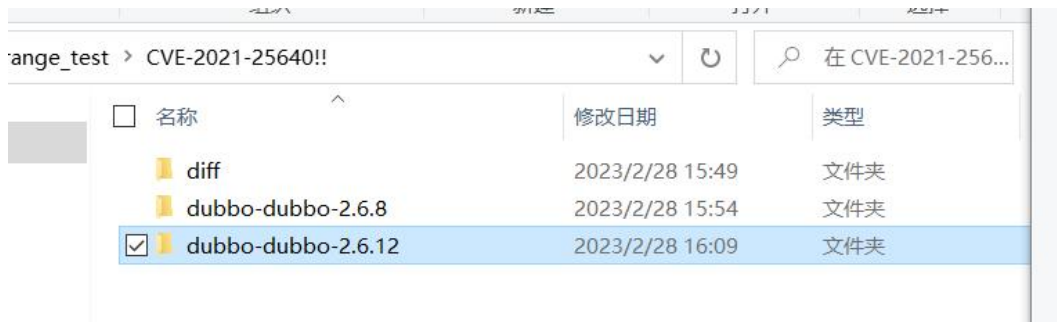 range_test > CVE-2021-25640!!
在 CVE-2021-256...
名称 修改日期 类型
diff 2023/2/28 15:49 文件夹
dubbo-dubbo-2.6.8 2023/2/28 15:54 文件夹
dubbo-dubbo-2.6.12 2023/2/28 16:09 文件夹